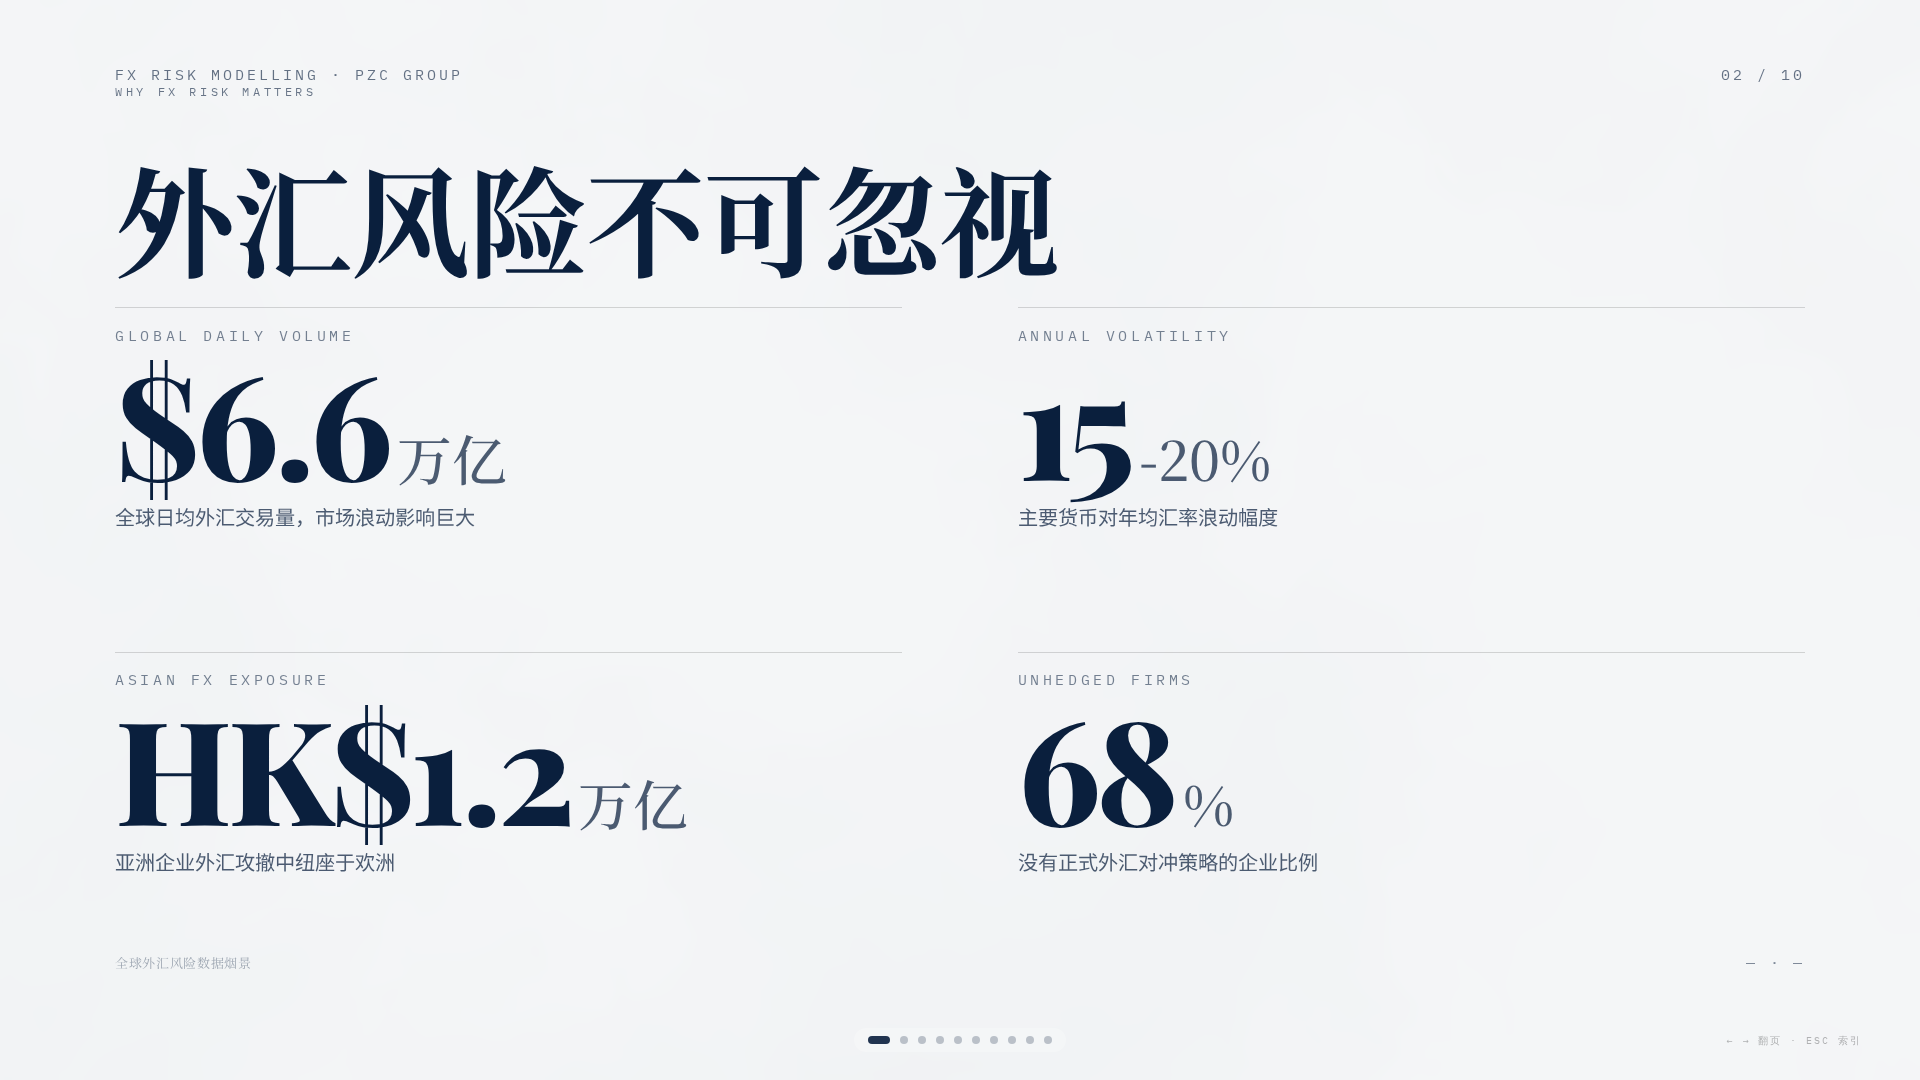 FX RISK MODELLING · PZC GROUP
WHY FX RISK MATTERS
02 / 10
外汇风险不可忽视
GLOBAL DAILY VOLUME
$6.6万亿
全球日均外汇交易量，市场浪动影响巨大
ANNUAL VOLATILITY
15-20%
主要货币对年均汇率浪动幅度
ASIAN FX EXPOSURE
HK$1.2万亿
亚洲企业外汇攻撤中纽座于欢洲
UNHEDGED FIRMS
68%
没有正式外汇对冲策略的企业比例
全球外汇风险数据烟景
— · —
← → 翻页 · ESC 索引